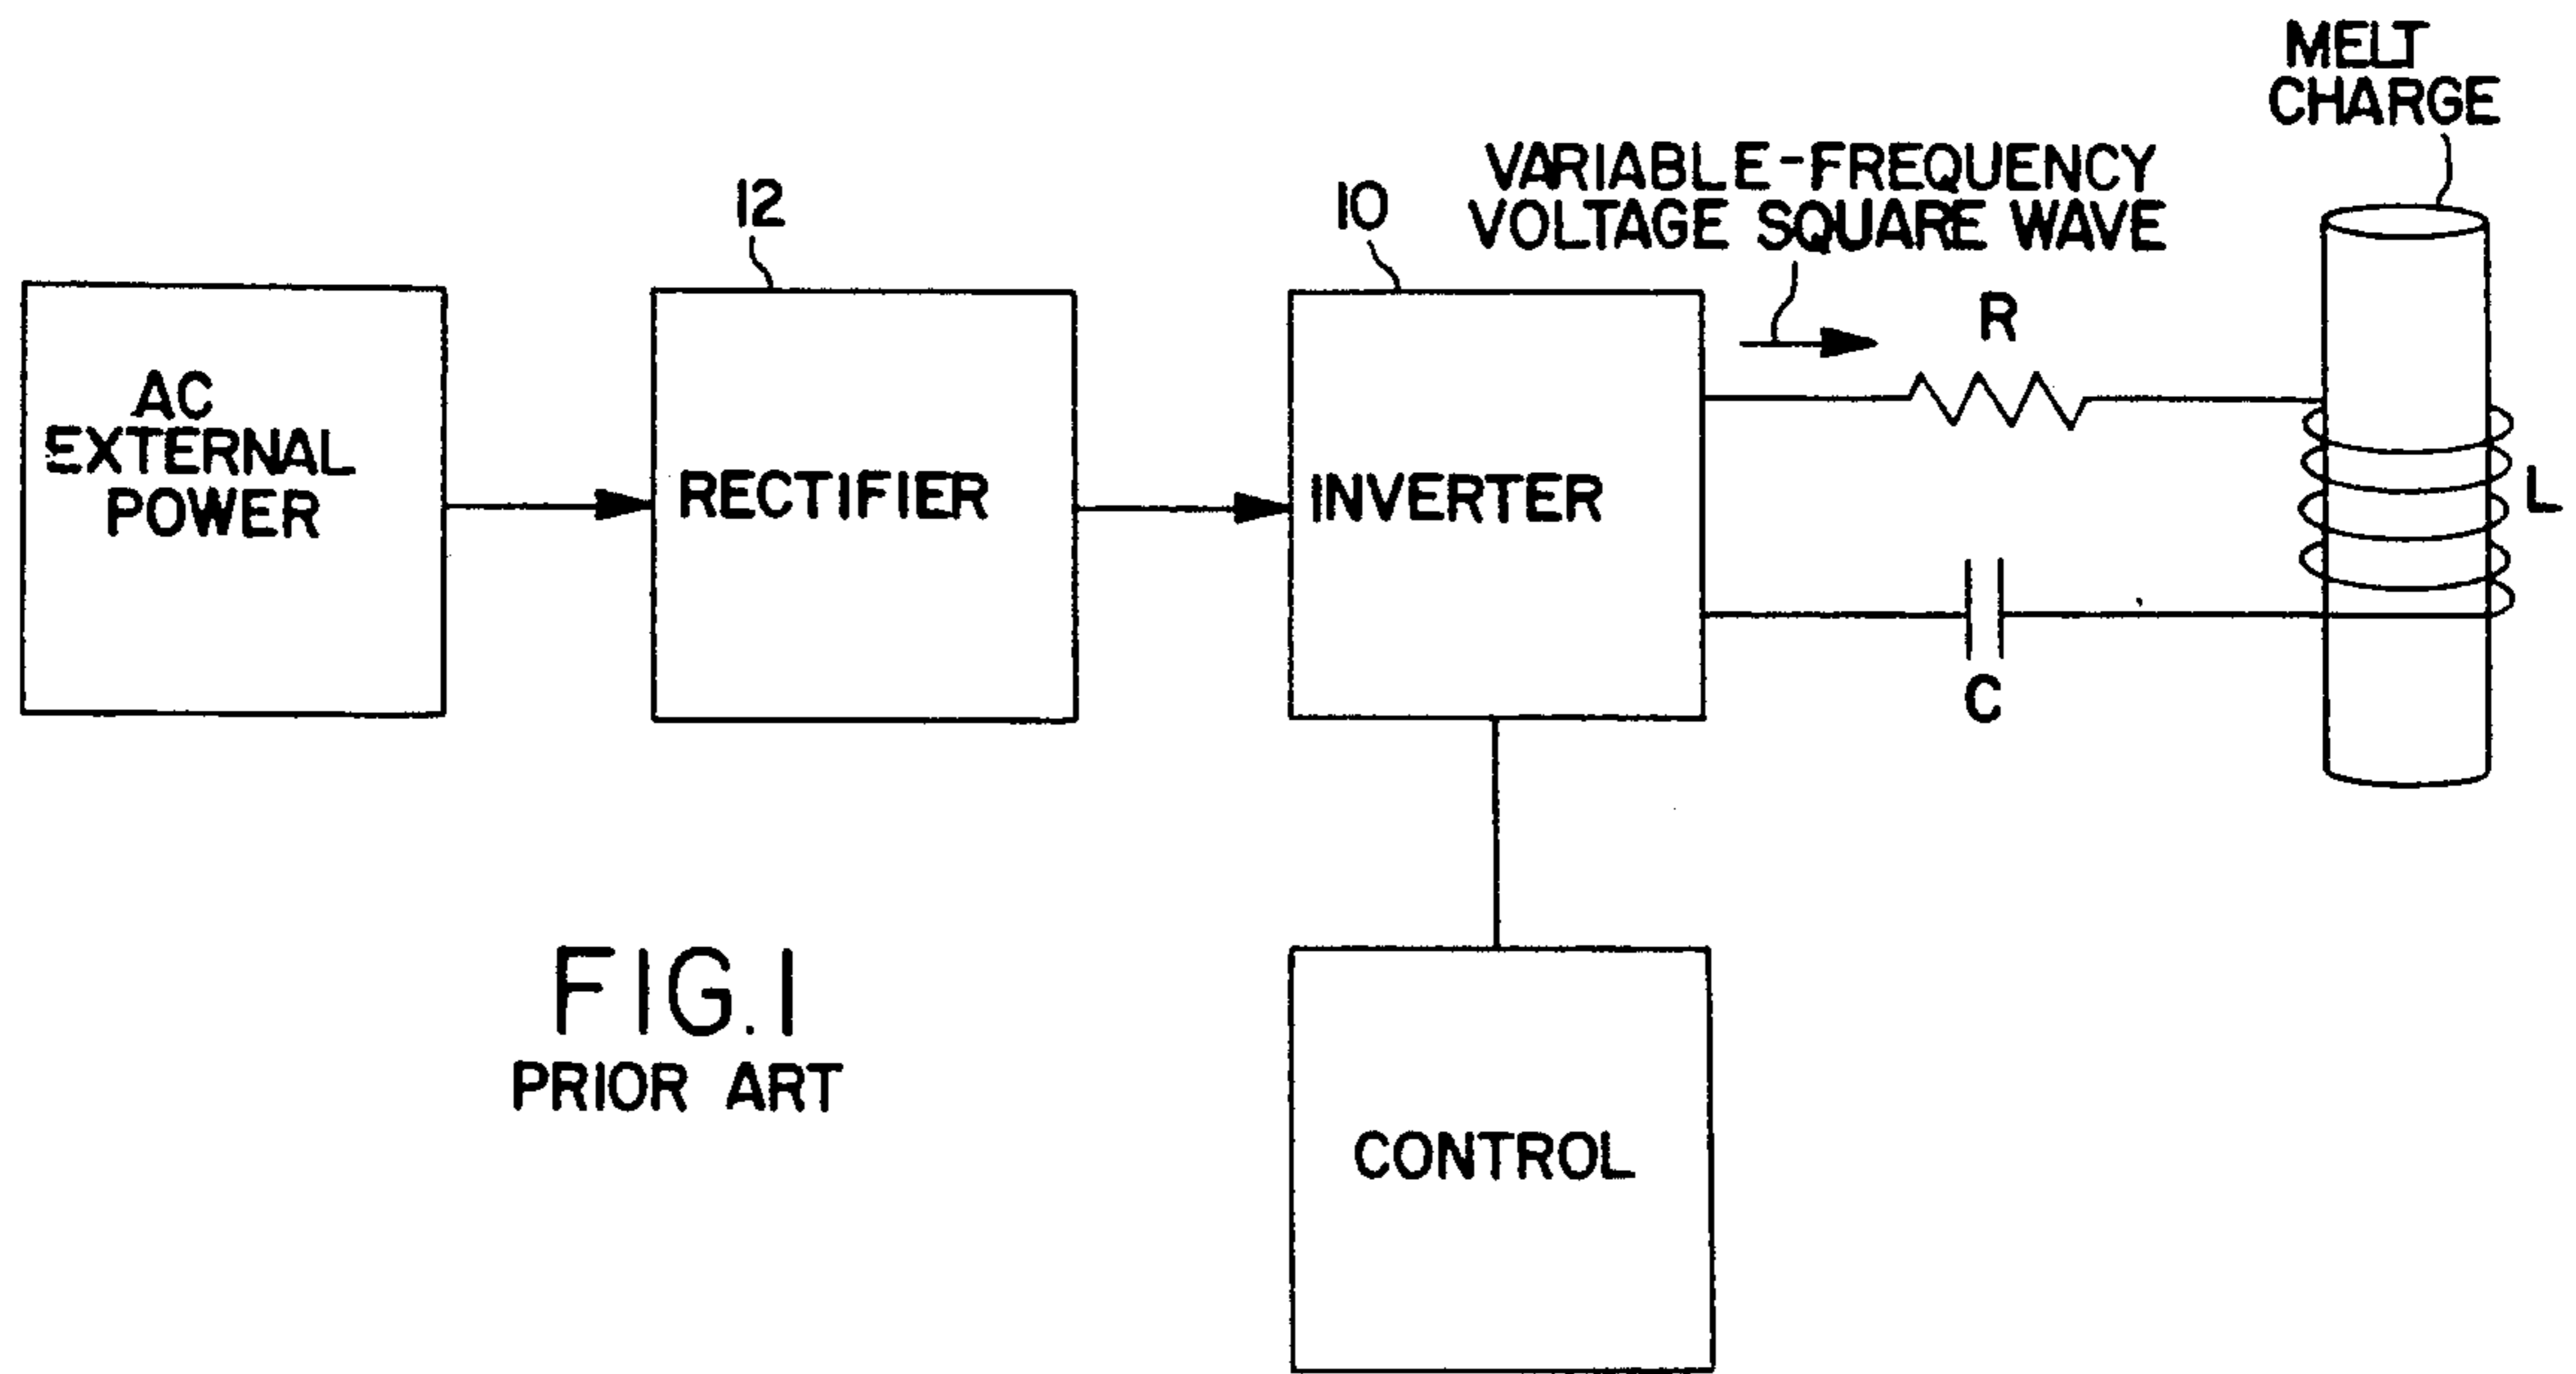 MELT
CHARGE
VARIABLE-FREQUENCY
VOLTAGE SQUARE WAVE
12
10
R
AC
EXTERNAL
POWER
RECTIFIER
INVERTER
L
C
FIG. 1
PRIOR ART
CONTROL